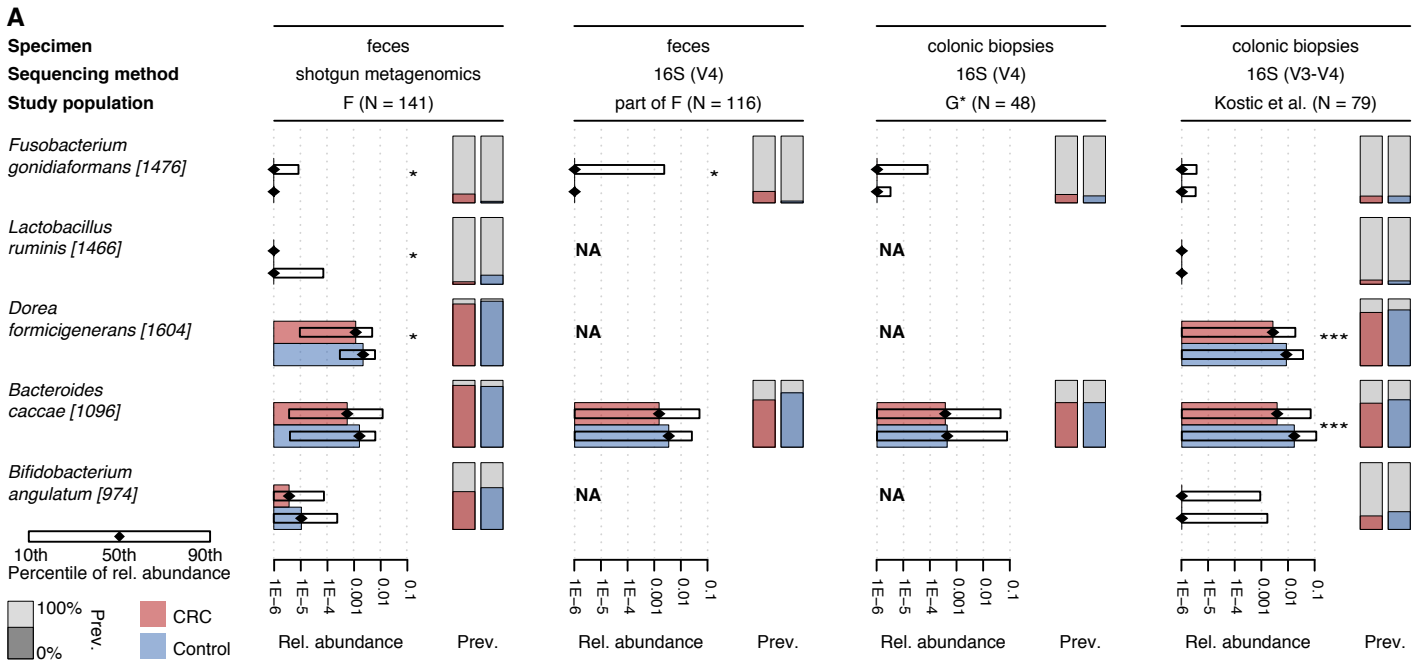 A
Specimen feces feces colonic biopsies colonic biopsies
Sequencing method shotgun metagenomics 16S (V4) 16S (V4) 16S (V3-V4)
Study population F (N = 141) part of F (N = 116) G* (N = 48) Kostic et al. (N = 79)
Fusobacterium
gonidiaformans [1476] * *
Lactobacillus
ruminis [1466] * NA NA
Dorea
formicigenerans [1604] * NA NA ***
Bacteroides
caccae [1096] ***
Bifidobacterium
angulatum [974] NA NA
10th 50th 90th
Percentile of rel. abundance
1E−6 1E−5 1E−4 0.001 0.01 0.1 1E−6 1E−5 1E−4 0.001 0.01 0.1 1E−6 1E−5 1E−4 0.001 0.01 0.1 1E−6 1E−5 1E−4 0.001 0.01 0.1
100% Prev. CRC
0% Control
Rel. abundance Prev. Rel. abundance Prev. Rel. abundance Prev. Rel. abundance Prev.